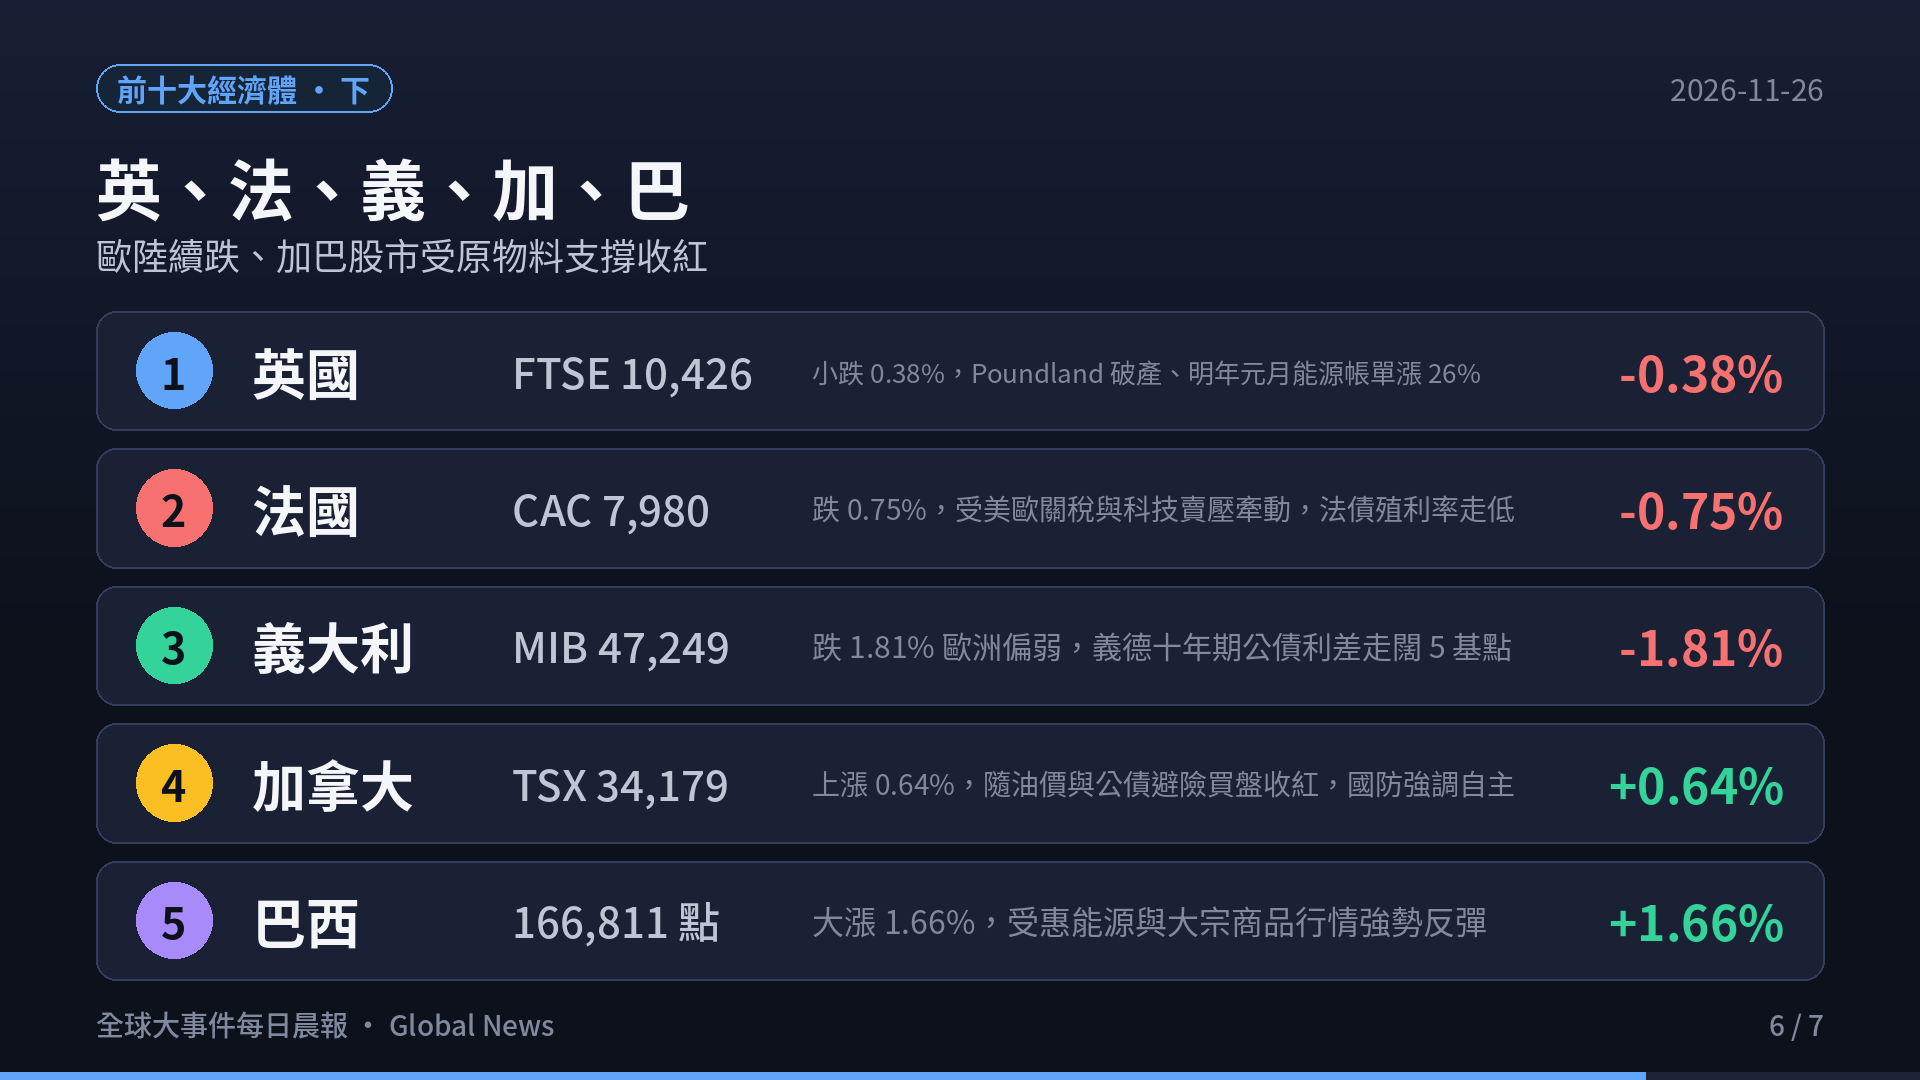 前十大經濟體 · 下
2026-11-26
英、法、義、加、巴
歐陸續跌、加巴股市受原物料支撐收紅
1 英國 FTSE 10,426 小跌 0.38%，Poundland 破產、明年元月能源帳單漲 26% -0.38%
2 法國 CAC 7,980 跌 0.75%，受美歐關稅與科技賣壓牽動，法債殖利率走低 -0.75%
3 義大利 MIB 47,249 跌 1.81% 歐洲偏弱，義德十年期公債利差走闊 5 基點 -1.81%
4 加拿大 TSX 34,179 上漲 0.64%，隨油價與公債避險買盤收紅，國防強調自主 +0.64%
5 巴西 166,811 點 大漲 1.66%，受惠能源與大宗商品行情強勢反彈 +1.66%
全球大事件每日晨報 · Global News
6 / 7